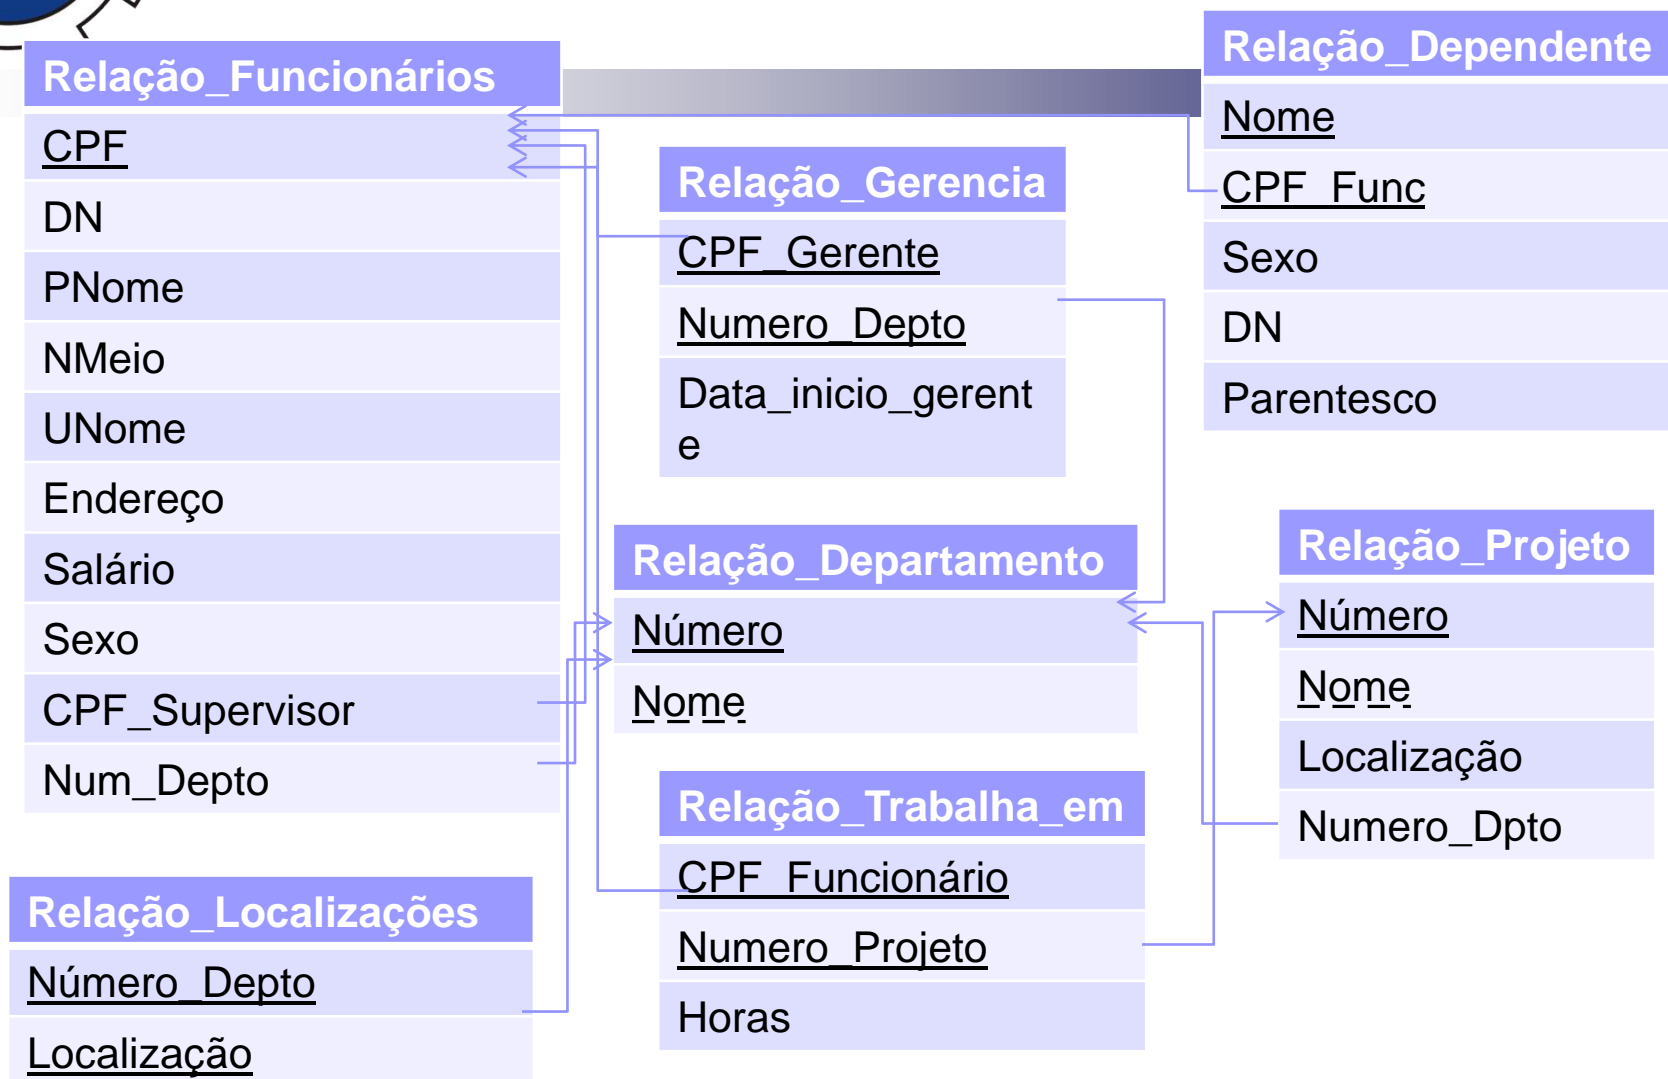 Relação_Funcionários
CPF
DN
PNome
NMeio
UNome
Endereço
Salário
Sexo
CPF_Supervisor
Num_Depto
Relação_Localizações
Número_Depto
Localização
Relação_Gerencia
CPF_Gerente
Numero_Depto
Data_inicio_gerent
e
Relação_Departamento
Número
Nome
Relação_Trabalha_em
CPF_Funcionário
Numero_Projeto
Horas
Relação_Dependente
Nome
CPF_Func
Sexo
DN
Parentesco
Relação_Projeto
Número
Nome
Localização
Numero_Dpto